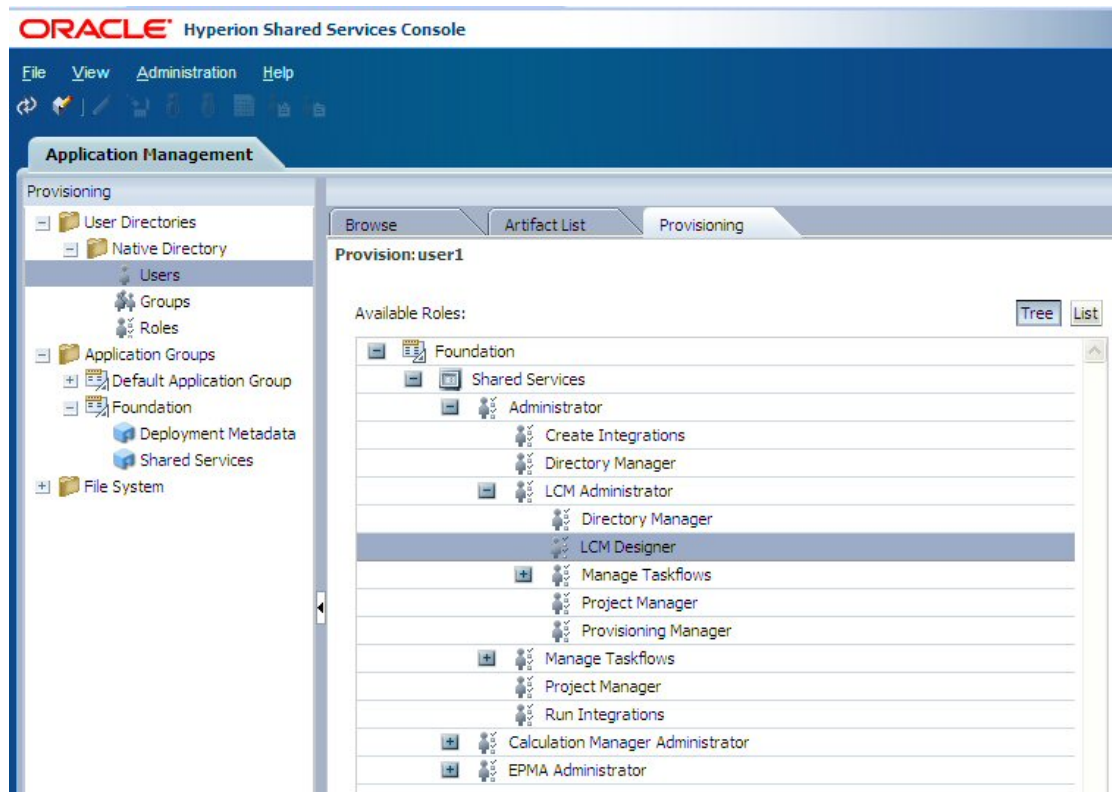 ORACLE® Hyperion Shared Services Console
File View Administration Help
Application Management
Provisioning
User Directories
Native Directory
Users
Groups
Roles
Application Groups
Default Application Group
Foundation
Deployment Metadata
Shared Services
File System
Browse Artifact List Provisioning
Provision:user1
Available Roles: Tree List
Foundation
Shared Services
Administrator
Create Integrations
Directory Manager
LCM Administrator
Directory Manager
LCM Designer
Manage Taskflows
Project Manager
Provisioning Manager
Manage Taskflows
Project Manager
Run Integrations
Calculation Manager Administrator
EPMA Administrator